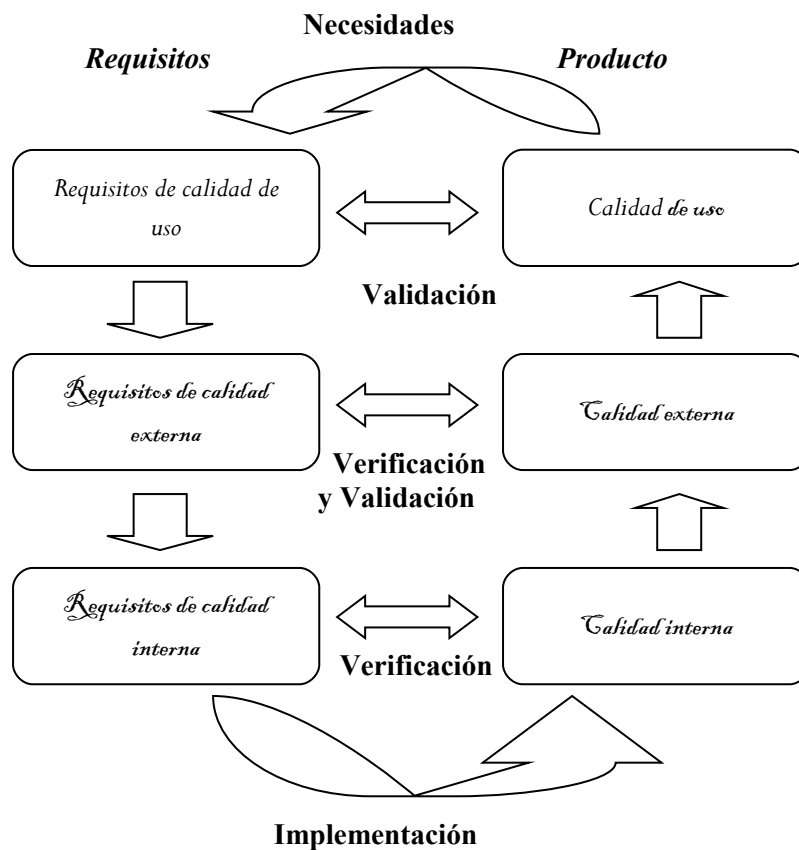 Necesidades
Requisitos
Producto
Requisitos de calidad de
uso
Calidad de uso
Validación
Requisitos de calidad
externa
Calidad externa
Verificación
y Validación
Requisitos de calidad
interna
Calidad interna
Verificación
Implementación